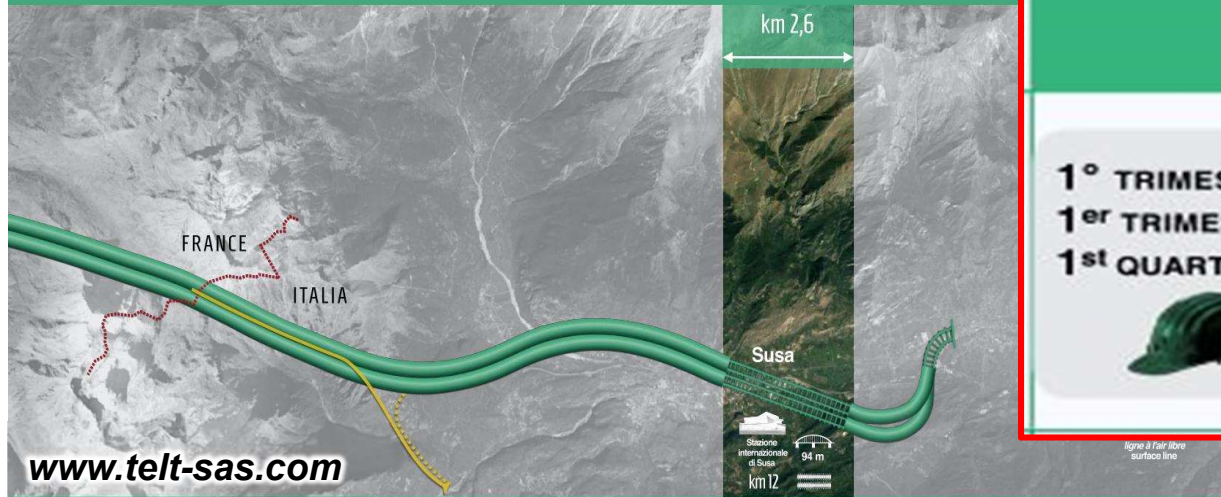 km 2,6
FRANCE
ITALIA
Susa
Stazione
internazionale
di Susa
94 m
km 12
www.telt-sas.com
1° TRIMES
1er TRIME
1st QUART
ligne à l'air libre
surface line